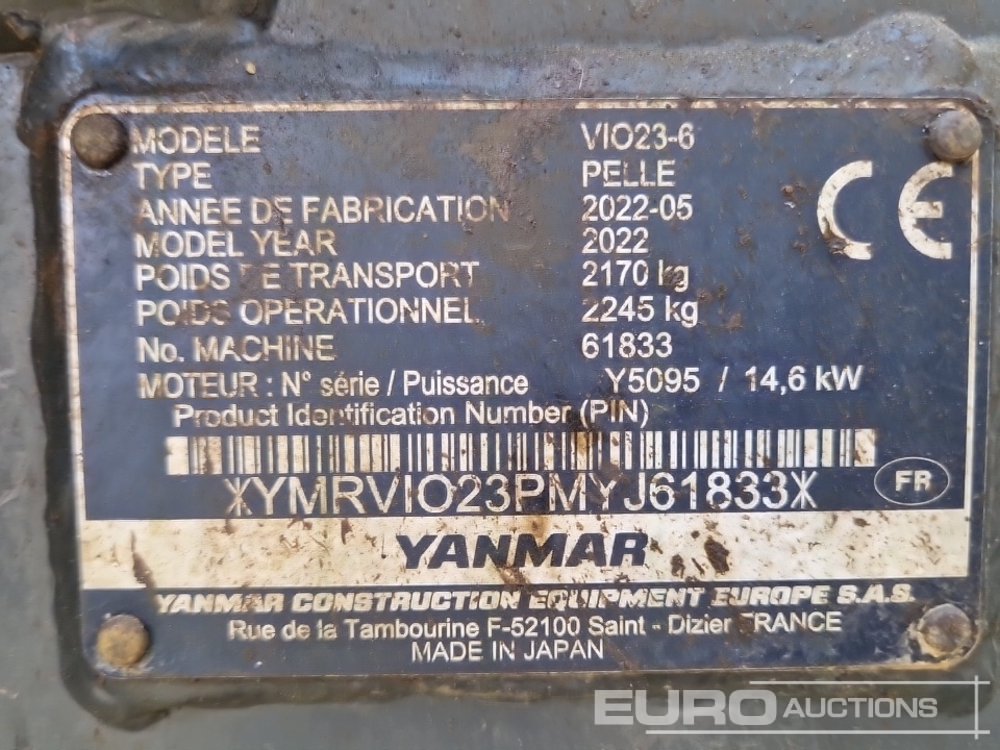 MODELE VIO23-6
TYPE PELLE
ANNEE DE FABRICATION 2022-05
MODEL YEAR 2022
POIDS DE TRANSPORT 2170 kg
POIDS OPERATIONNEL 2245 kg
No. MACHINE 61833
MOTEUR : N° série / Puissance Y5095 / 14,6 kW
Product Identification Number (PIN)
*YMRVIO23PMYJ61833*
CE
FR
YANMAR
YANMAR CONSTRUCTION EQUIPMENT EUROPE S.A.S.
Rue de la Tambourine F-52100 Saint - Dizier FRANCE
MADE IN JAPAN
EURO AUCTIONS